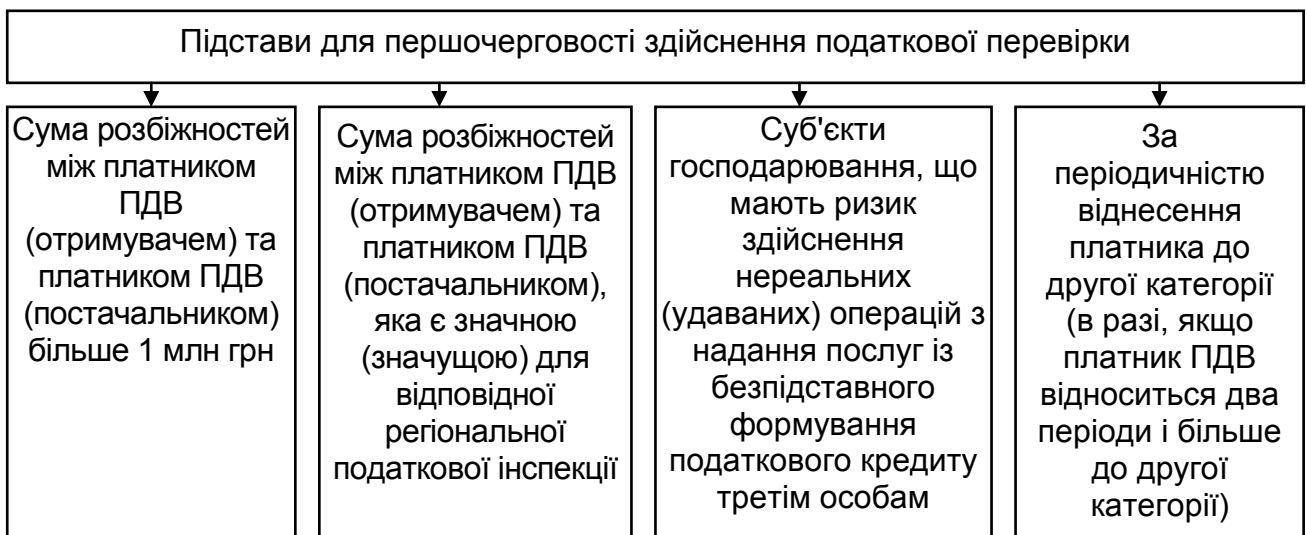 Підстави для першочерговості здійснення податкової перевірки
Сума розбіжностей
між платником
ПДВ
(отримувачем) та
платником ПДВ
(постачальником)
більше 1 млн грн
Сума розбіжностей
між платником ПДВ
(отримувачем) та
платником ПДВ
(постачальником),
яка є значною
(значущою) для
відповідної
регіональної
податкової інспекції
Суб'єкти
господарювання, що
мають ризик
здійснення
нереальних
(удаваних) операцій з
надання послуг із
безпідставного
формування
податкового кредиту
третім особам
За
періодичністю
віднесення
платника до
другої категорії
(в разі, якщо
платник ПДВ
відноситься два
періоди і більше
до другої
категорії)